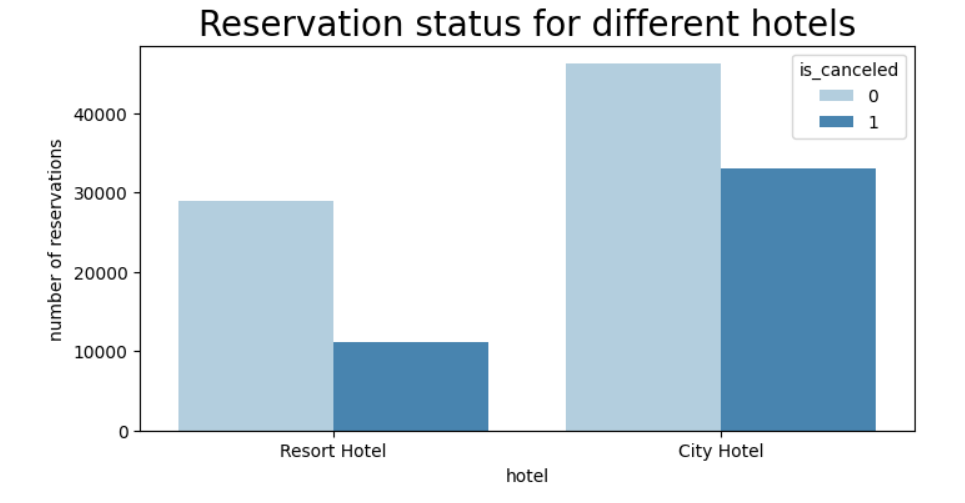 Reservation status for different hotels
is_canceled
0
1
number of reservations
40000
30000
20000
10000
0
Resort Hotel
City Hotel
hotel